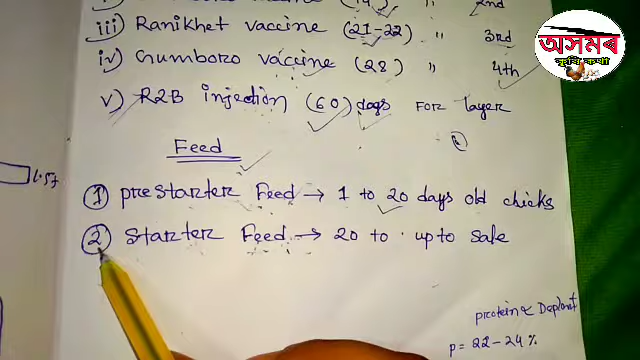 2nd
iii) Ranikhet vaccine (21-22) " 3rd
iv) Gumboro vaccine (28) " 4th
v) R2B injection (60) days FOR layer
Feed
1 prestarter Feed → 1 to 20 days old chicks
2 Starter Feed → 20 to up to sale
protein &
p = 22 - 24 %
অসমৰ
কৃষি কথা